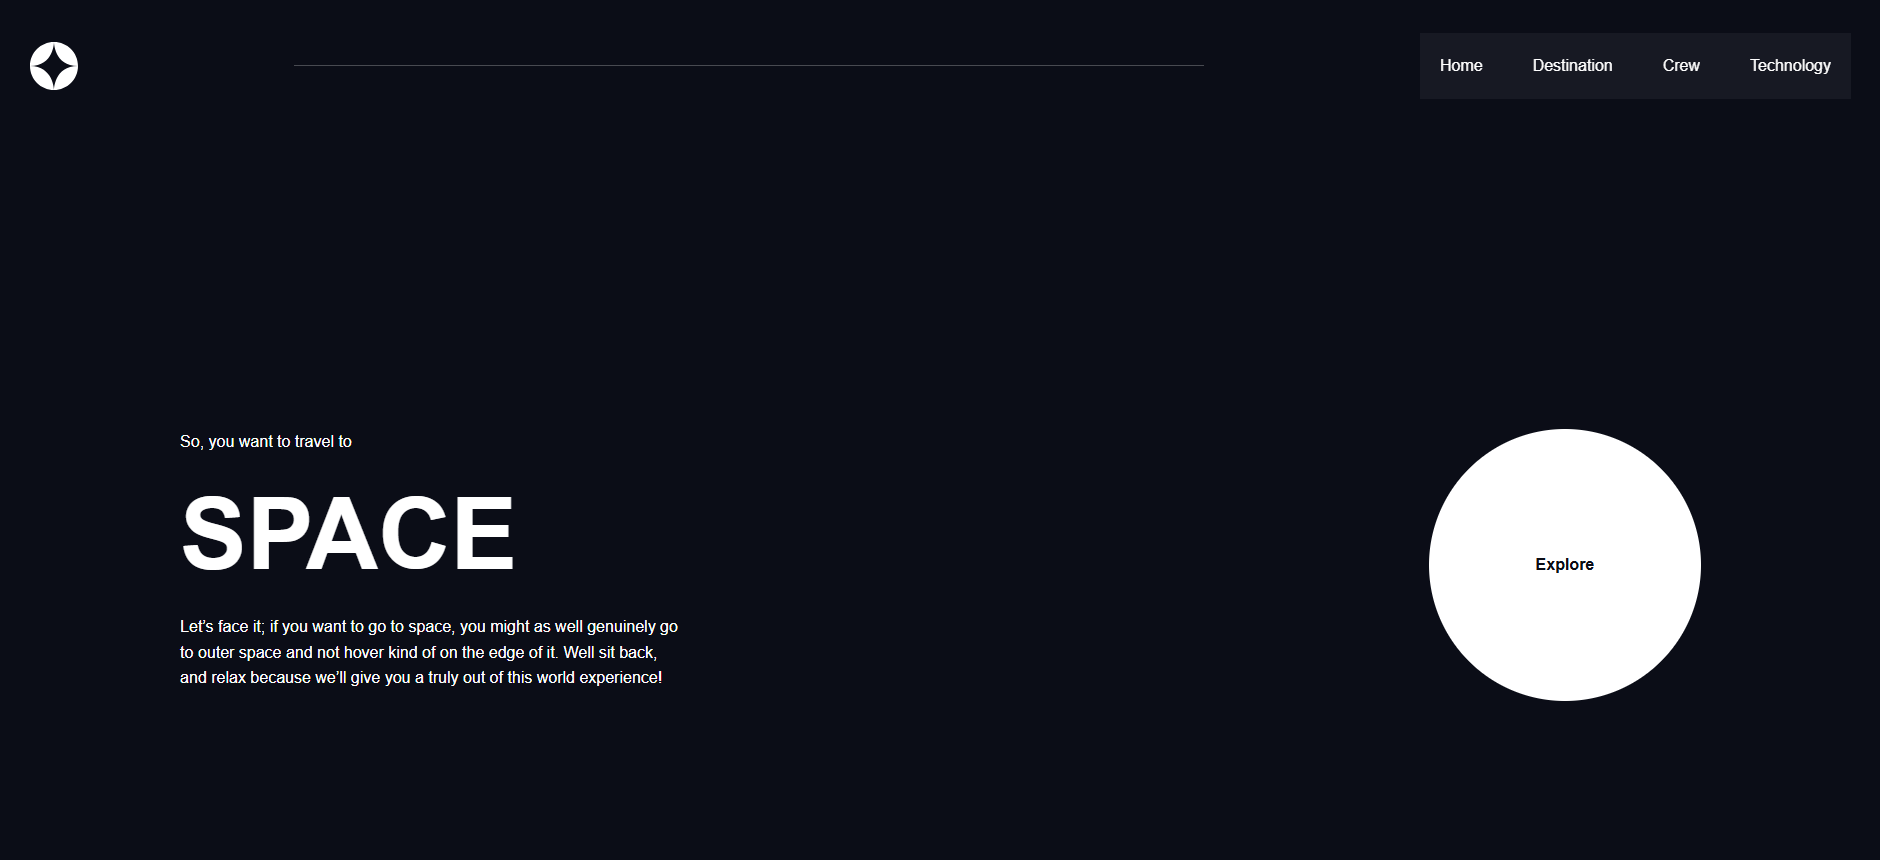 Home Destination Crew Technology
So, you want to travel to
SPACE
Let’s face it; if you want to go to space, you might as well genuinely go
to outer space and not hover kind of on the edge of it. Well sit back,
and relax because we’ll give you a truly out of this world experience!
Explore